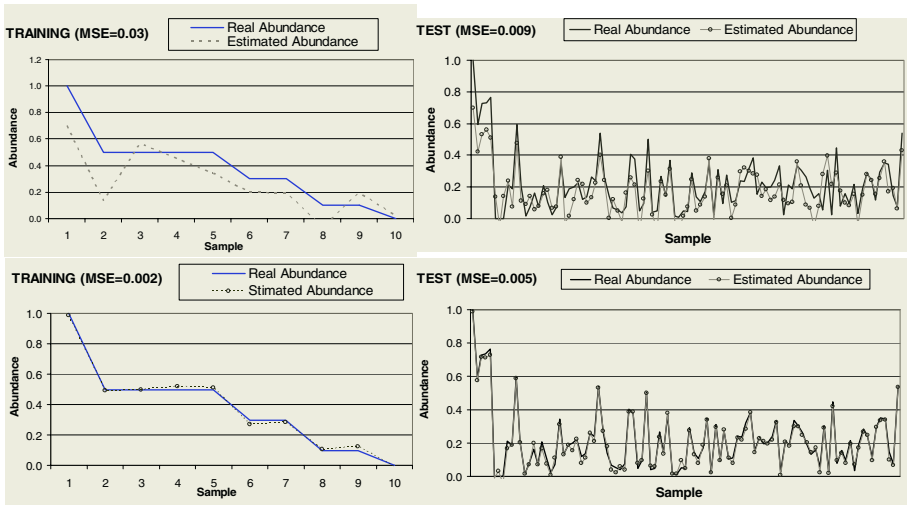 TRAINING (MSE=0.03)
Real Abundance
Estimated Abundance
Abundance
1.2
1.0
0.8
0.6
0.4
0.2
0.0
1 2 3 4 5 6 7 8 9 10
Sample
TEST (MSE=0.009)
Real Abundance
Estimated Abundance
Abundance
1.0
0.8
0.6
0.4
0.2
0.0
Sample
TRAINING (MSE=0.002)
Real Abundance
Stimated Abundance
Abundance
1.0
0.8
0.6
0.4
0.2
0.0
1 2 3 4 5 6 7 8 9 10
Sample
TEST (MSE=0.005)
Real Abundance
Estimated Abundance
Abundance
1.0
0.8
0.6
0.4
0.2
0.0
Sample